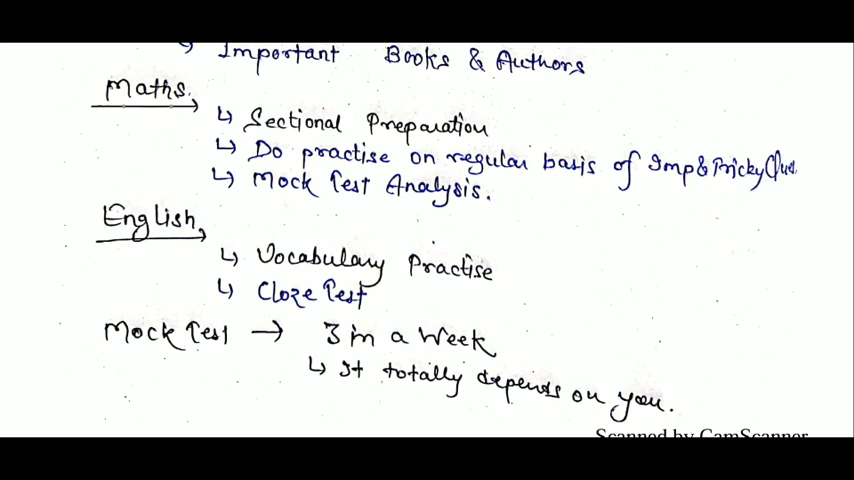 ↳ Important Books & Authors
Maths.
↳ Sectional Preparation
↳ Do practise on regular basis of Imp & Tricky Ques.
↳ Mock Test Analysis.
English
↳ Vocabulary Practise
↳ Cloze Test
Mock Test → 3 in a Week
↳ It totally depends on you.
Scanned by CamScanner